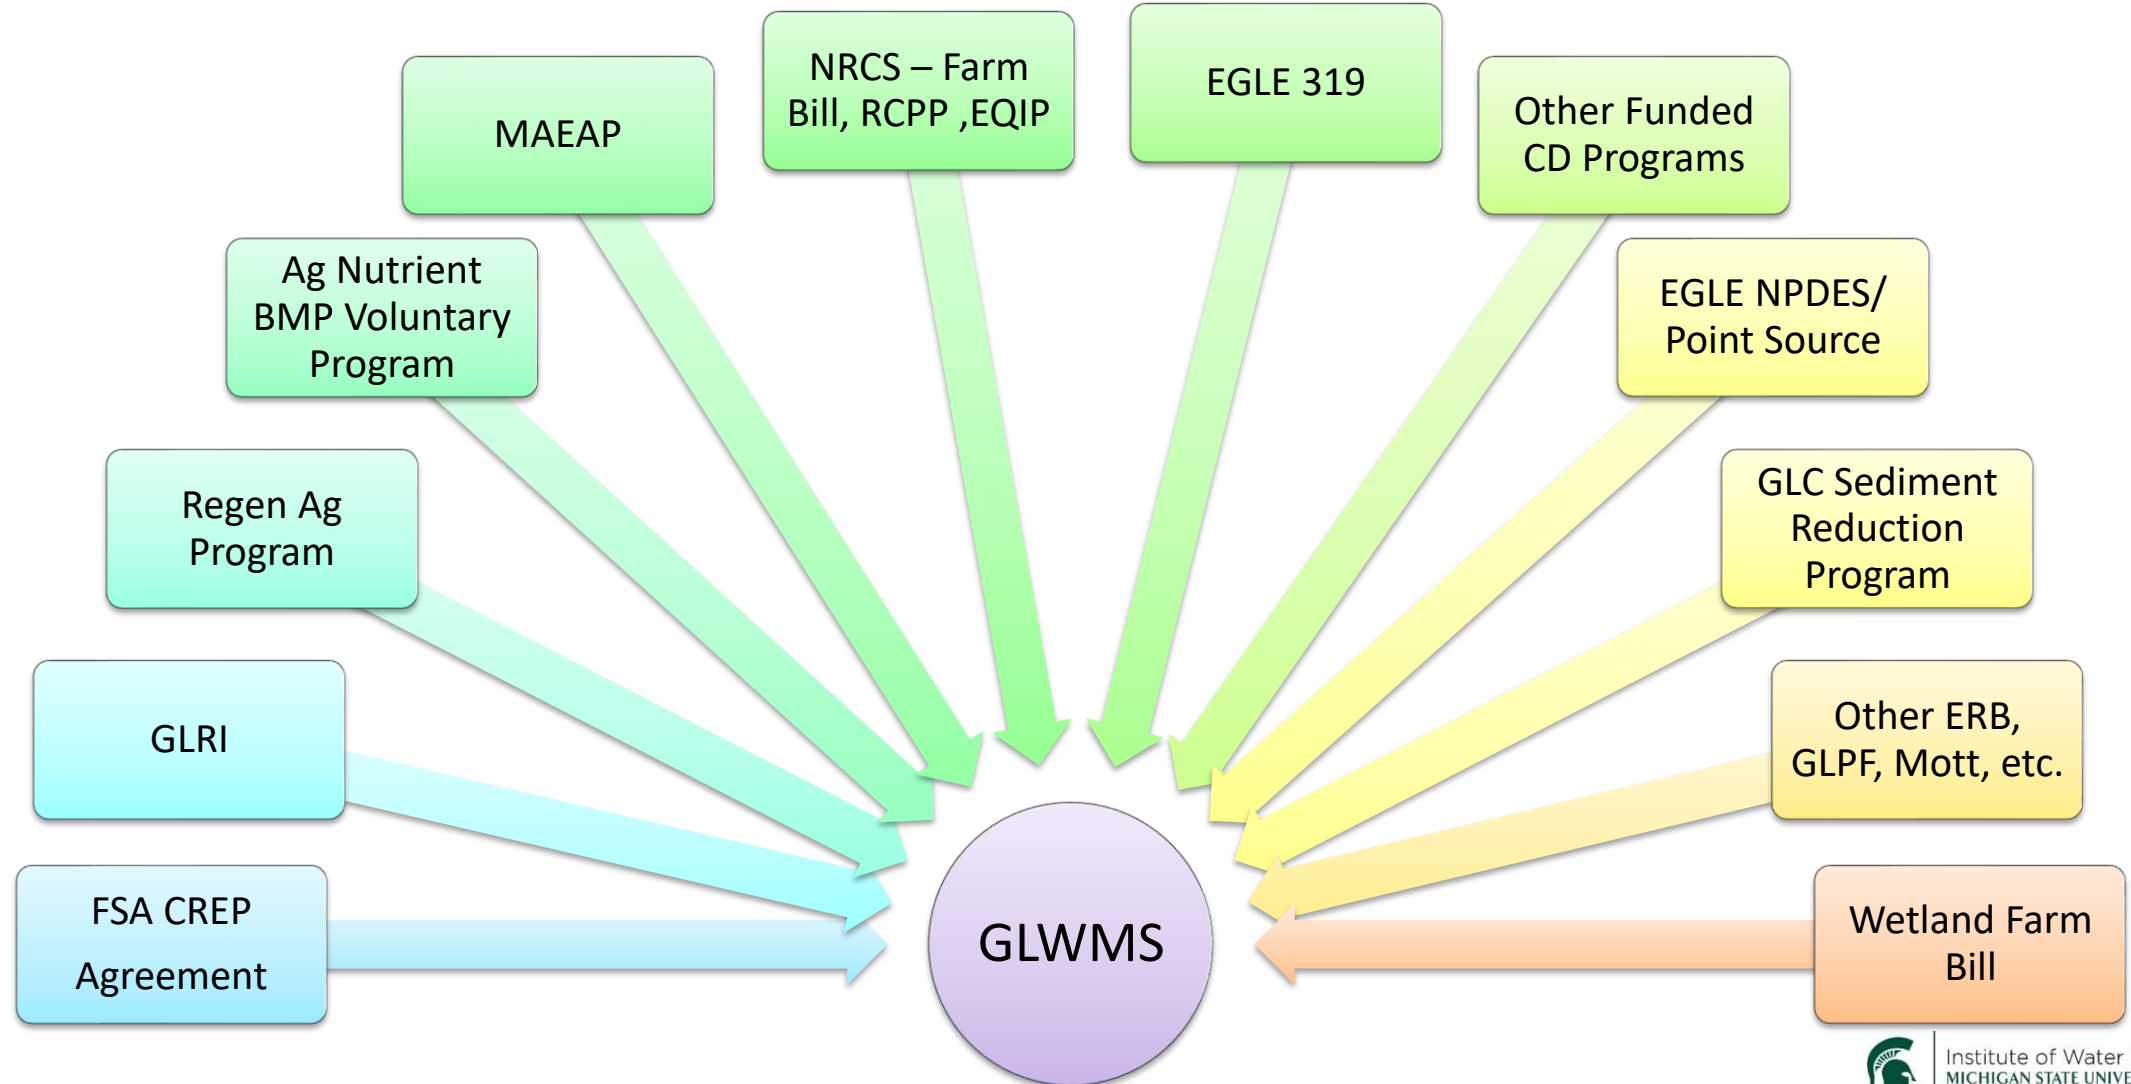 NRCS – Farm
Bill, RCPP ,EQIP
EGLE 319
MAEAP
Other Funded
CD Programs
Ag Nutrient
BMP Voluntary
Program
EGLE NPDES/
Point Source
Regen Ag
Program
GLC Sediment
Reduction
Program
GLRI
Other ERB,
GLPF, Mott, etc.
FSA CREP
Agreement
GLWMS
Wetland Farm
Bill
Institute of Water
MICHIGAN STATE UNIVE